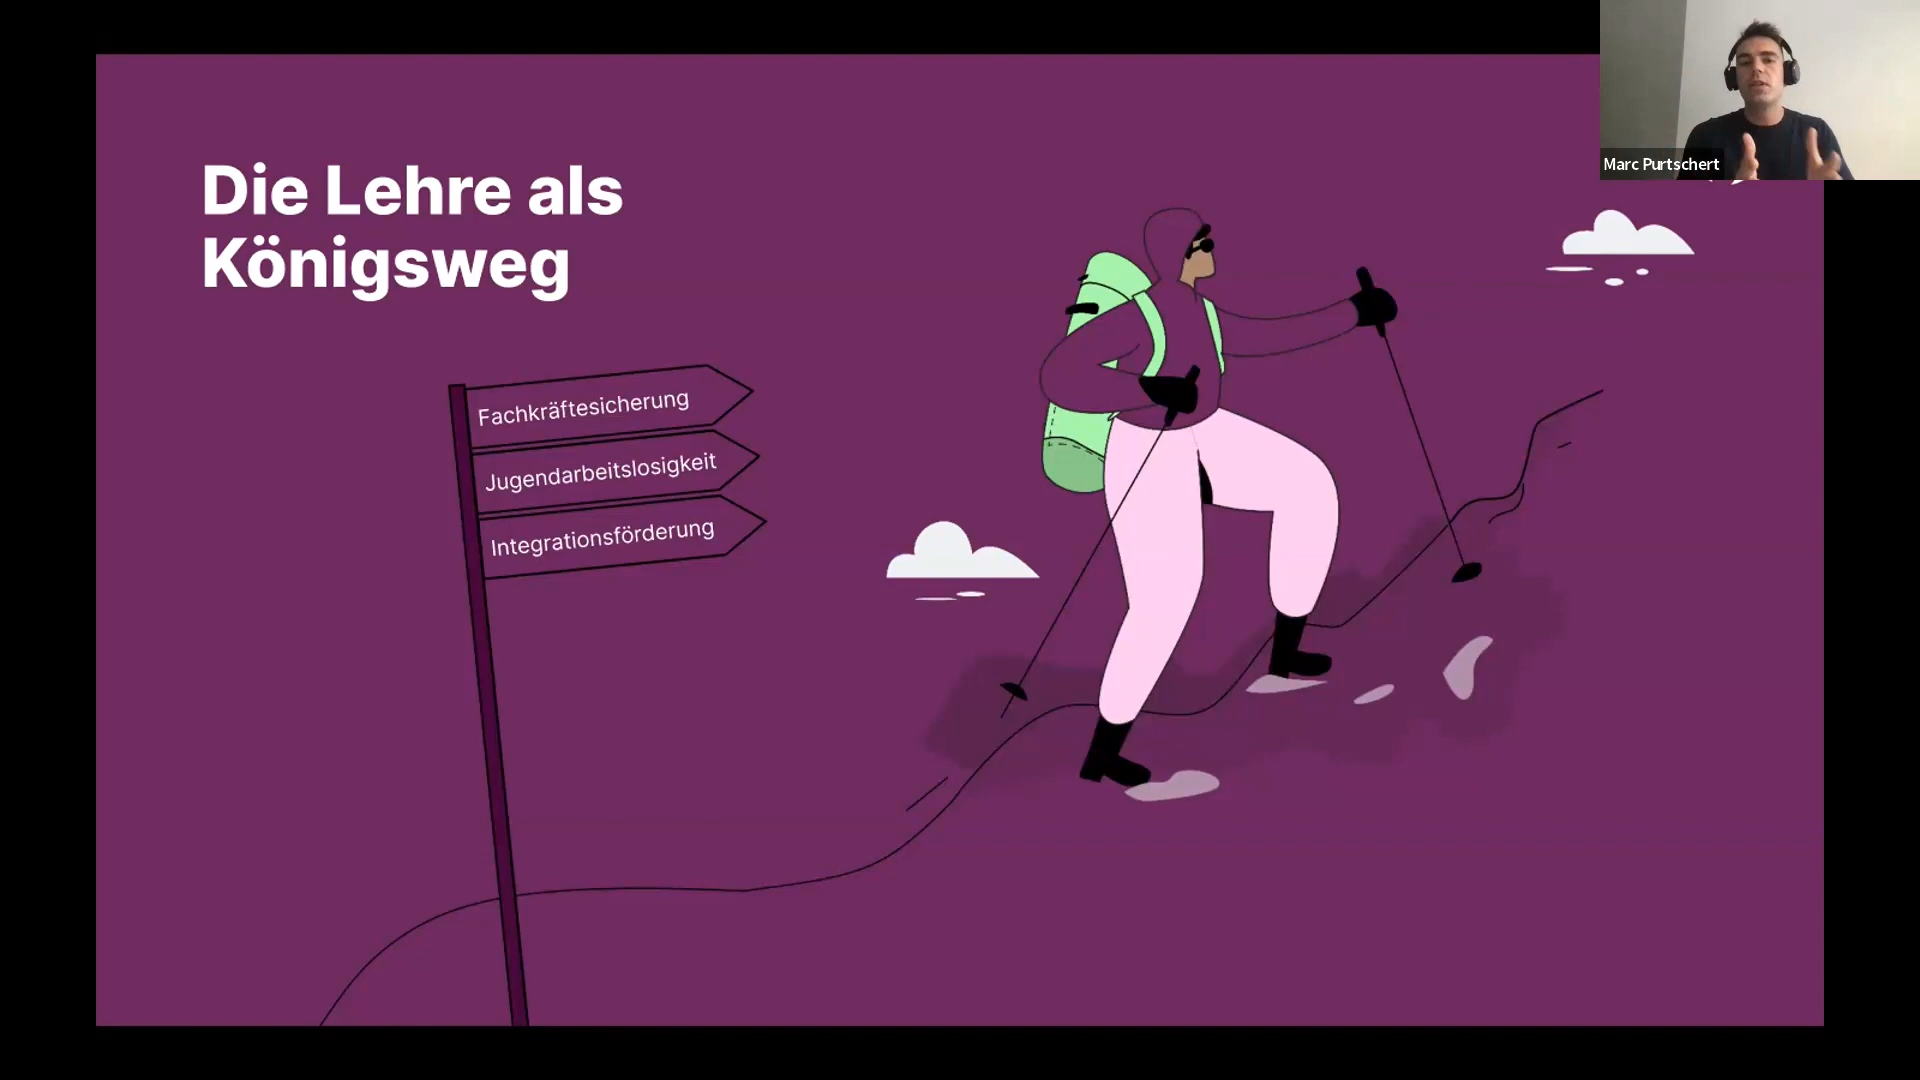 Die Lehre als
Königsweg
Fachkräftesicherung
Jugendarbeitslosigkeit
Integrationsförderung
Marc Purtschert